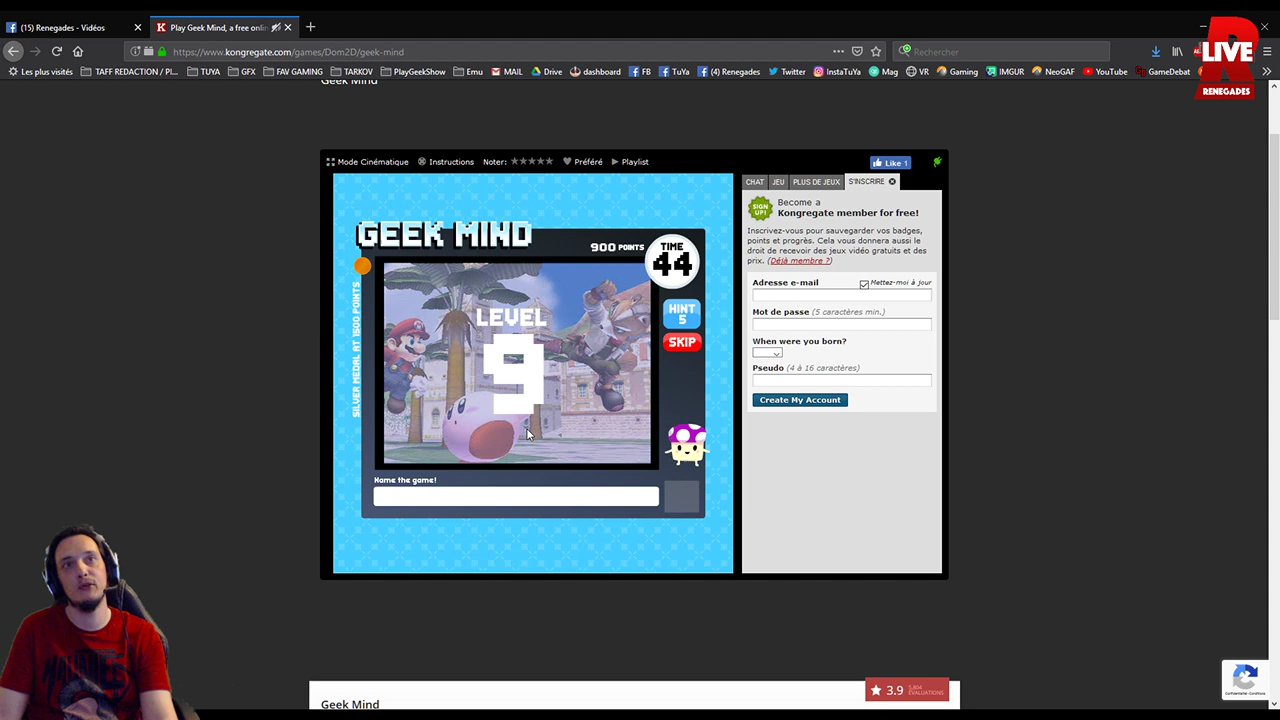 (15) Renegades - Vidéos
Play Geek Mind, a free onlin
https://www.kongregate.com/games/Dom2D/geek-mind
Rechercher
LIVE
RENEGADES
Les plus visités
TAFF REDACTION / PI...
TUYA
GFX
FAV GAMING
TARKOV
PlayGeekShow
Emu
MAIL
Drive
dashboard
FB
TuYa
(4) Renegades
Twitter
InstaTuYa
Mag
VR
Gaming
IMGUR
NeoGAF
YouTube
GameDebat
Geek Mind
Mode Cinématique
Instructions
Noter:
Préféré
Playlist
Like 1
CHAT
JEU
PLUS DE JEUX
S'INSCRIRE
SIGN UP!
Become a
Kongregate member for free!
Inscrivez-vous pour sauvegarder vos badges,
points et progrès. Cela vous donnera aussi le
droit de recevoir des jeux vidéo gratuits et des
prix. (Déjà membre ?)
Adresse e-mail
Mettez-moi à jour
Mot de passe (5 caractères min.)
When were you born?
Pseudo (4 à 16 caractères)
Create My Account
GEEK MIND
900 POINTS
TIME
44
SILVER MEDAL AT 1500 POINTS
LEVEL
9
HINT
5
SKIP
Name the game!
3.9
ÉVALUATIONS
Geek Mind